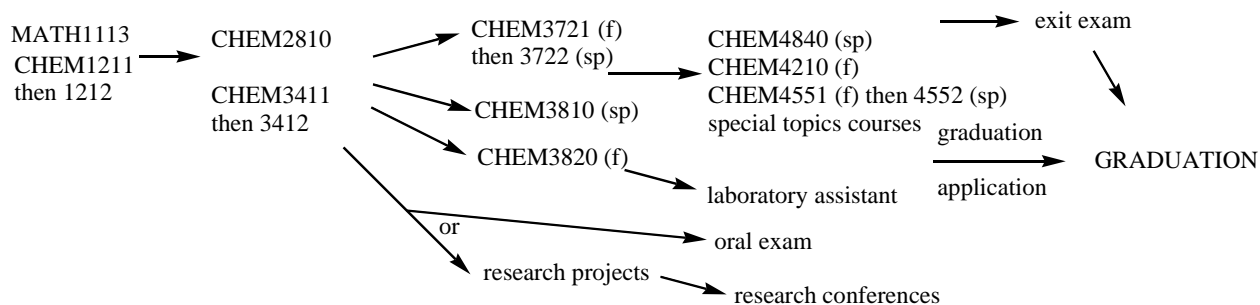 MATH1113
CHEM1211
then 1212
CHEM2810
CHEM3411
then 3412
CHEM3721 (f)
then 3722 (sp)
CHEM3810 (sp)
CHEM3820 (f)
CHEM4840 (sp)
CHEM4210 (f)
CHEM4551 (f) then 4552 (sp)
special topics courses
laboratory assistant
or
oral exam
research projects
research conferences
exit exam
graduation
application
GRADUATION